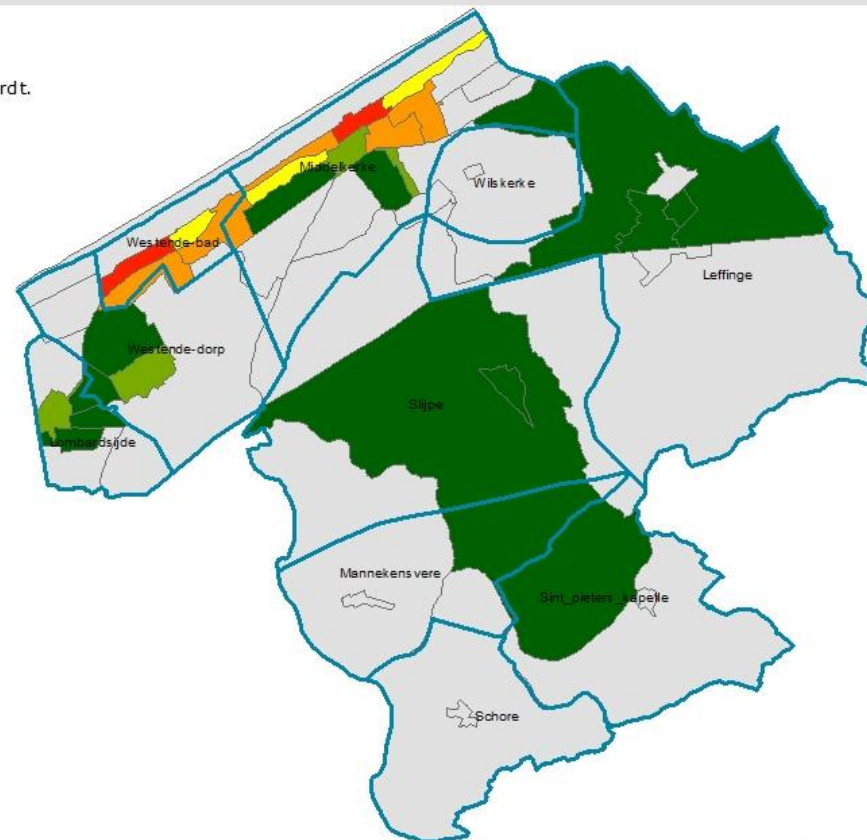 rdt.
Middelkerke
Wilskerke
Westende-bad
Leffinge
Westende-dorp
Slijpe
Lombardsijde
Mannekensvere
Sint_pieters_kapelle
Schore